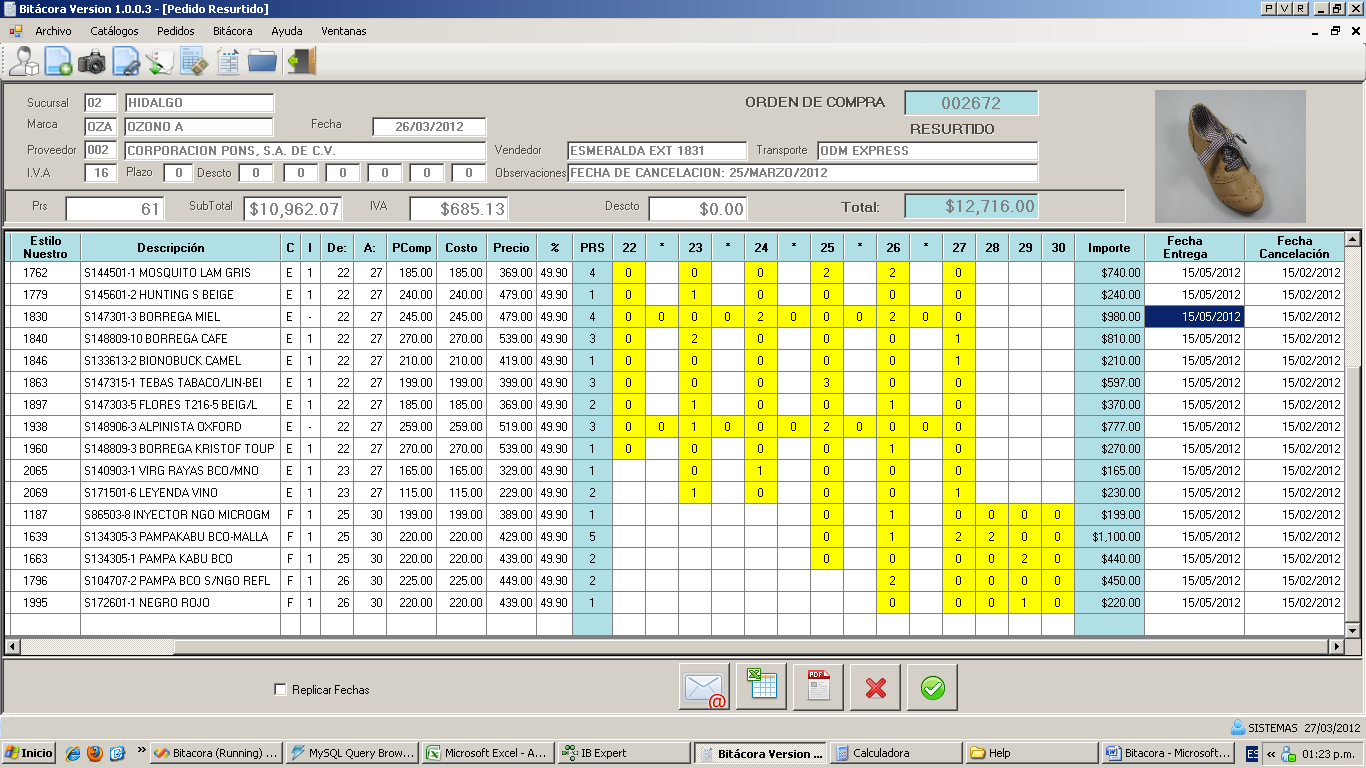 Bitácora Version 1.0.0.3 - [Pedido Resurtido] P V R
Archivo Catálogos Pedidos Bitácora Ayuda Ventanas
Sucursal 02 HIDALGO ORDEN DE COMPRA 002672
Marca OZA OZONO A Fecha 26/03/2012 RESURTIDO
Proveedor 002 CORPORACION PONS, S.A. DE C.V. Vendedor ESMERALDA EXT 1831 Transporte ODM EXPRESS
I.V.A 16 Plazo 0 Descto 0 0 0 0 0 0 Observaciones FECHA DE CANCELACION: 25/MARZO/2012
Prs 61 SubTotal $10,962.07 IVA $685.13 Descto $0.00 Total: $12,716.00
Estilo Nuestro Descripción C I De: A: PComp Costo Precio % PRS 22 * 23 * 24 * 25 * 26 * 27 28 29 30 Importe Fecha Entrega Fecha Cancelación
1762 S144501-1 MOSQUITO LAM GRIS E 1 22 27 185.00 185.00 369.00 49.90 4 0 0 0 2 2 0 $740.00 15/05/2012 15/02/2012
1779 S145601-2 HUNTING S BEIGE E 1 22 27 240.00 240.00 479.00 49.90 1 0 1 0 0 0 0 $240.00 15/05/2012 15/02/2012
1830 S147301-3 BORREGA MIEL E - 22 27 245.00 245.00 479.00 49.90 4 0 0 0 0 2 0 0 0 2 0 0 $980.00 15/05/2012 15/02/2012
1840 S148809-10 BORREGA CAFE E 1 22 27 270.00 270.00 539.00 49.90 3 0 2 0 0 0 1 $810.00 15/05/2012 15/02/2012
1846 S133613-2 BIONOBUCK CAMEL E 1 22 27 210.00 210.00 419.00 49.90 1 0 0 0 0 0 1 $210.00 15/05/2012 15/02/2012
1863 S147315-1 TEBAS TABACO/LIN-BEI E 1 22 27 199.00 199.00 399.00 49.90 3 0 0 0 3 0 0 $597.00 15/05/2012 15/02/2012
1897 S147303-5 FLORES T216-5 BEIG/L E 1 22 27 185.00 185.00 369.00 49.90 2 0 1 0 0 1 0 $370.00 15/05/2012 15/02/2012
1938 S148906-3 ALPINISTA OXFORD E - 22 27 259.00 259.00 519.00 49.90 3 0 0 1 0 0 0 2 0 0 0 0 $777.00 15/05/2012 15/02/2012
1960 S148809-3 BORREGA KRISTOF TOUP E 1 22 27 270.00 270.00 539.00 49.90 1 0 0 0 0 1 0 $270.00 15/05/2012 15/02/2012
2065 S140903-1 VIRG RAYAS BCO/MNO E 1 23 27 165.00 165.00 329.00 49.90 1 0 1 0 0 0 $165.00 15/05/2012 15/02/2012
2069 S171501-6 LEYENDA VINO E 1 23 27 115.00 115.00 229.00 49.90 2 1 0 0 0 1 $230.00 15/05/2012 15/02/2012
1187 S86503-8 INYECTOR NGO MICROGM F 1 25 30 199.00 199.00 389.00 49.90 1 0 1 0 0 0 0 $199.00 15/05/2012 15/02/2012
1639 S134305-3 PAMPAKABU BCO-MALLA F 1 25 30 220.00 220.00 429.00 49.90 5 0 1 2 2 0 0 $1,100.00 15/05/2012 15/02/2012
1663 S134305-1 PAMPA KABU BCO F 1 25 30 220.00 220.00 439.00 49.90 2 0 0 0 0 2 0 $440.00 15/05/2012 15/02/2012
1796 S104707-2 PAMPA BCO S/NGO REFL F 1 26 30 225.00 225.00 449.00 49.90 2 2 0 0 0 0 $450.00 15/05/2012 15/02/2012
1995 S172601-1 NEGRO ROJO F 1 26 30 220.00 220.00 439.00 49.90 1 0 0 0 1 0 $220.00 15/05/2012 15/02/2012
Replicar Fechas @ PDF
SISTEMAS 27/03/2012
Inicio » Bitacora (Running) ... MySQL Query Brow... Microsoft Excel - A... IB Expert Bitácora Version ... Calculadora Help Bitacora - Microsoft... ES « 01:23 p.m.